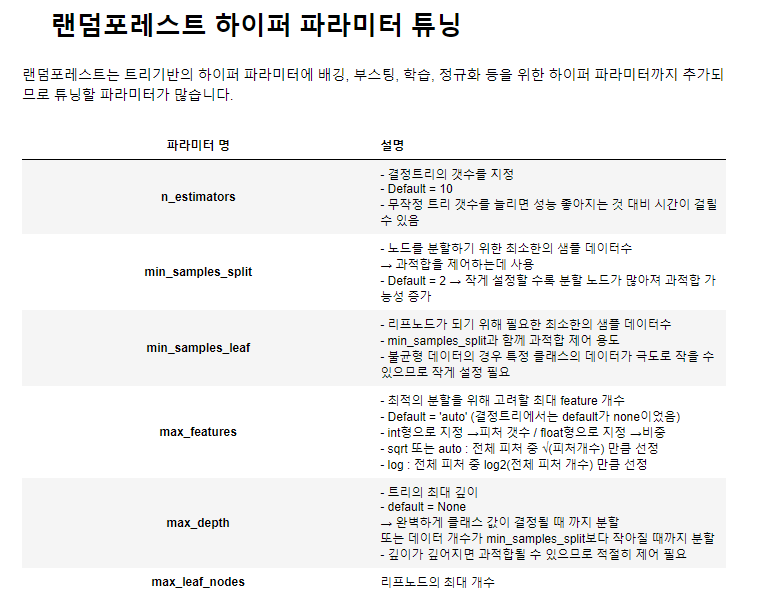 랜덤포레스트 하이퍼 파라미터 튜닝
랜덤포레스트는 트리기반의 하이퍼 파라미터에 배깅, 부스팅, 학습, 정규화 등을 위한 하이퍼 파라미터까지 추가되
므로 튜닝할 파라미터가 많습니다.
파라미터 명
설명
n_estimators
- 결정트리의 갯수를 지정
- Default = 10
- 무작정 트리 갯수를 늘리면 성능 좋아지는 것 대비 시간이 걸릴
수 있음
min_samples_split
- 노드를 분할하기 위한 최소한의 샘플 데이터수
→ 과적합을 제어하는데 사용
- Default = 2 → 작게 설정할 수록 분할 노드가 많아져 과적합 가
능성 증가
min_samples_leaf
- 리프노드가 되기 위해 필요한 최소한의 샘플 데이터수
- min_samples_split과 함께 과적합 제어 용도
- 불균형 데이터의 경우 특정 클래스의 데이터가 극도로 작을 수
있으므로 작게 설정 필요
max_features
- 최적의 분할을 위해 고려할 최대 feature 개수
- Default = 'auto' (결정트리에서는 default가 none이었음)
- int형으로 지정 →피처 갯수 / float형으로 지정 →비중
- sqrt 또는 auto : 전체 피처 중 √(피처개수) 만큼 선정
- log : 전체 피처 중 log2(전체 피처 개수) 만큼 선정
max_depth
- 트리의 최대 깊이
- default = None
→ 완벽하게 클래스 값이 결정될 때 까지 분할
또는 데이터 개수가 min_samples_split보다 작아질 때까지 분할
- 깊이가 깊어지면 과적합될 수 있으므로 적절히 제어 필요
max_leaf_nodes
리프노드의 최대 개수